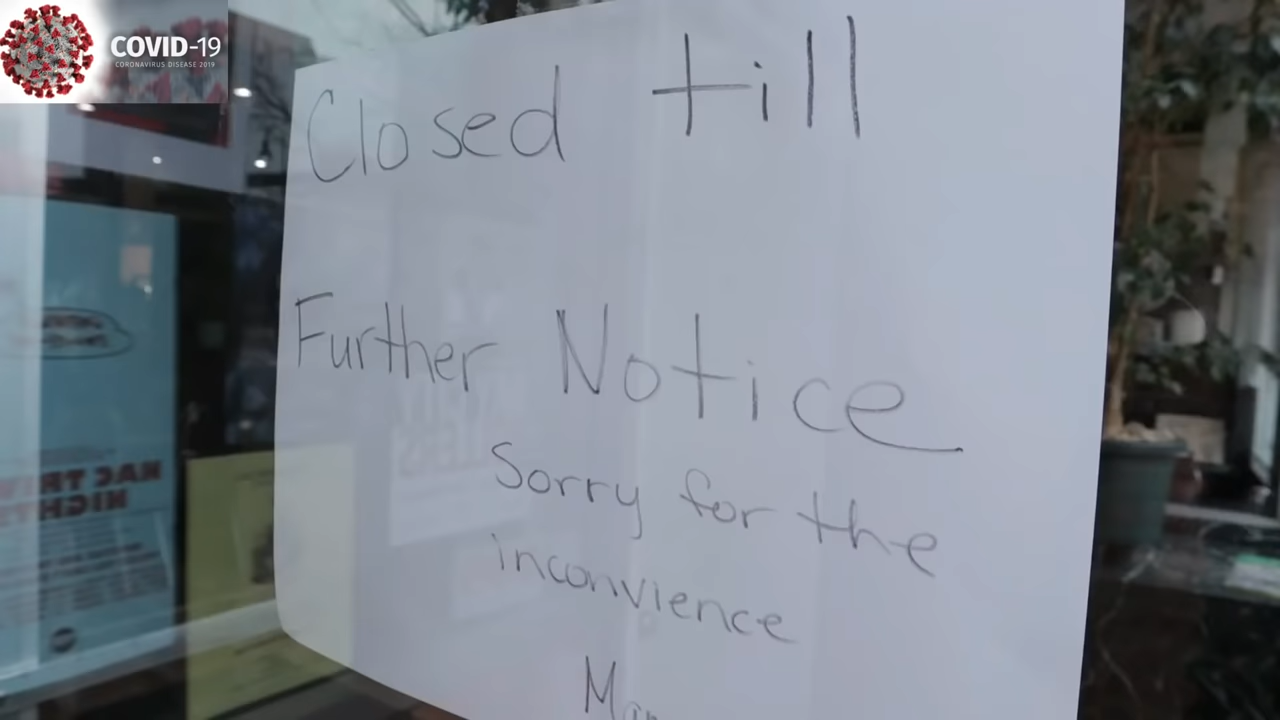 COVID-19
CORONAVIRUS DISEASE 2019
Closed till
Further Notice
Sorry for the
inconvience